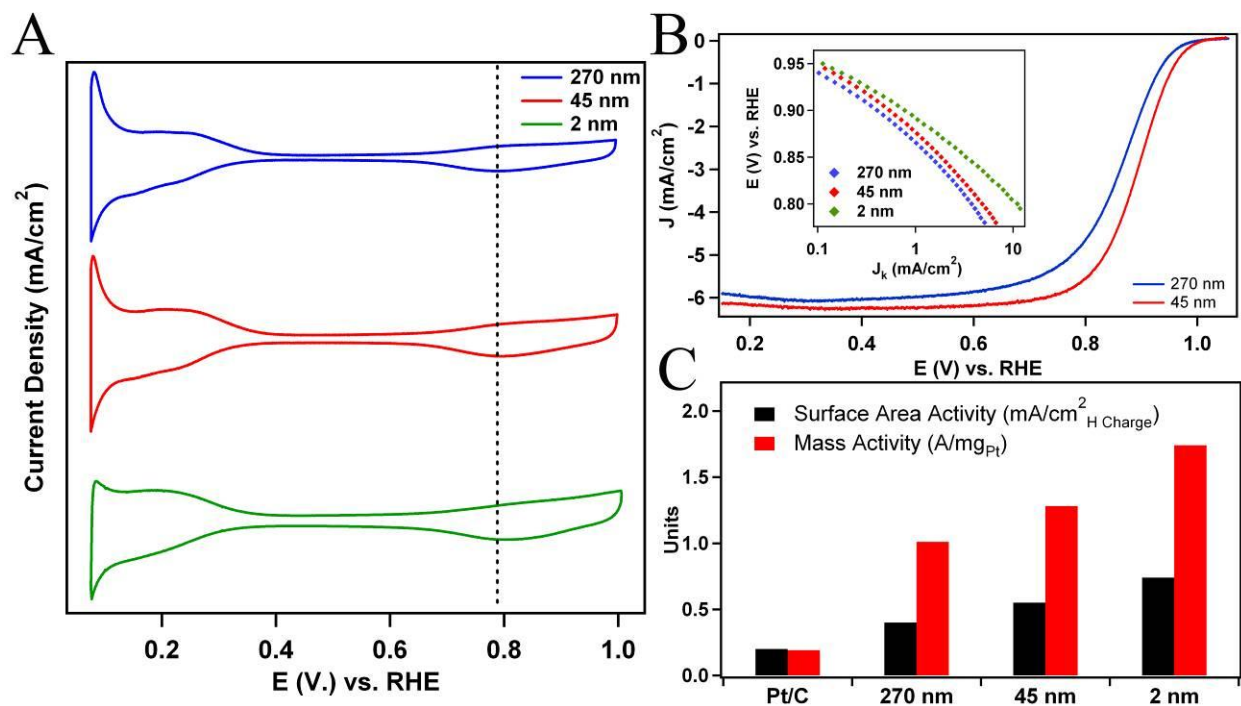 A
270 nm
45 nm
2 nm
Current Density (mA/cm²)
0.2 0.4 0.6 0.8 1.0
E (V.) vs. RHE
B
0
-1
-2
-3
-4
-5
-6
J (mA/cm²)
0.2 0.4 0.6 0.8 1.0
E (V) vs. RHE
270 nm
45 nm
0.95
0.90
0.85
0.80
E (V) vs. RHE
270 nm
45 nm
2 nm
0.1 1 10
Jₖ (mA/cm²)
C
Surface Area Activity (mA/cm² H Charge)
Mass Activity (A/mgPt)
2.0
1.5
1.0
0.5
0.0
Units
Pt/C 270 nm 45 nm 2 nm